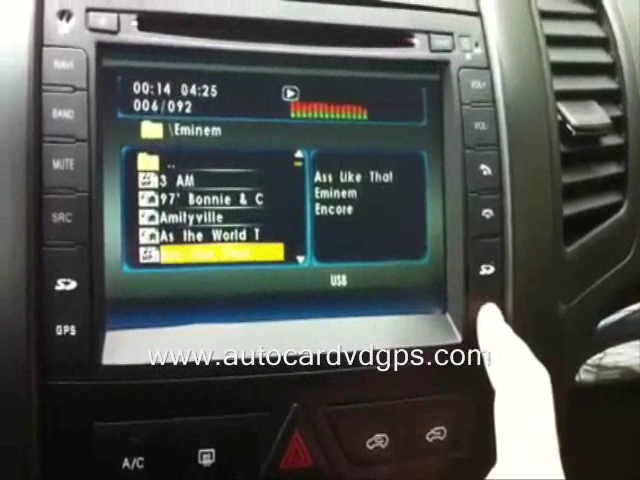 NAVI
BAND
MUTE
SRC
GPS
00:14 04:25
006/092
\Eminem
..
3 AM
97' Bonnie & C
Amityville
As the World T
Ass Like That
Eminem
Encore
USB
VOL+
VOL
www.autocardvdgps.com
A/C